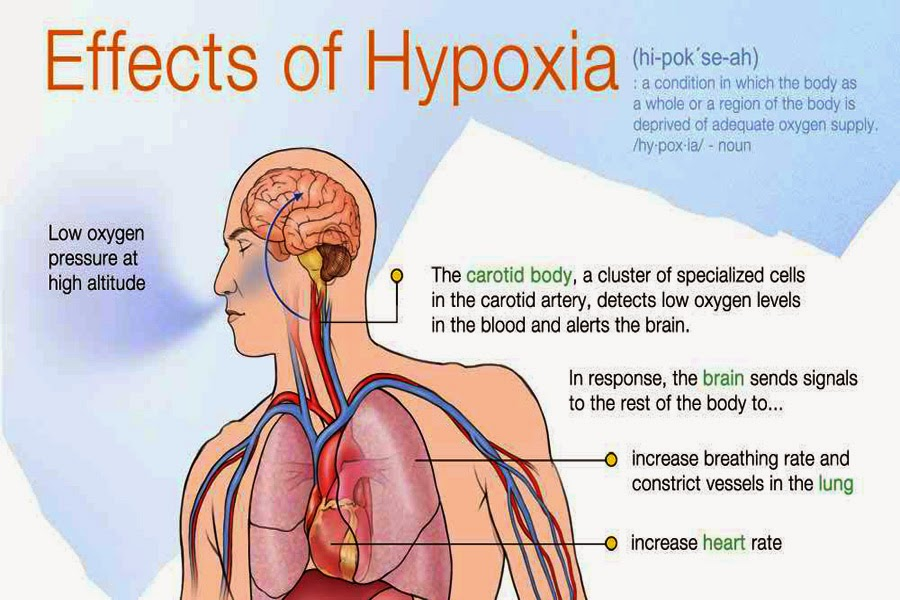 Effects of Hypoxia
(hi-pok´se-ah)
: a condition in which the body as
a whole or a region of the body is
deprived of adequate oxygen supply.
/hy·pox·ia/ - noun
Low oxygen
pressure at
high altitude
The carotid body, a cluster of specialized cells
in the carotid artery, detects low oxygen levels
in the blood and alerts the brain.
In response, the brain sends signals
to the rest of the body to...
increase breathing rate and
constrict vessels in the lung
increase heart rate